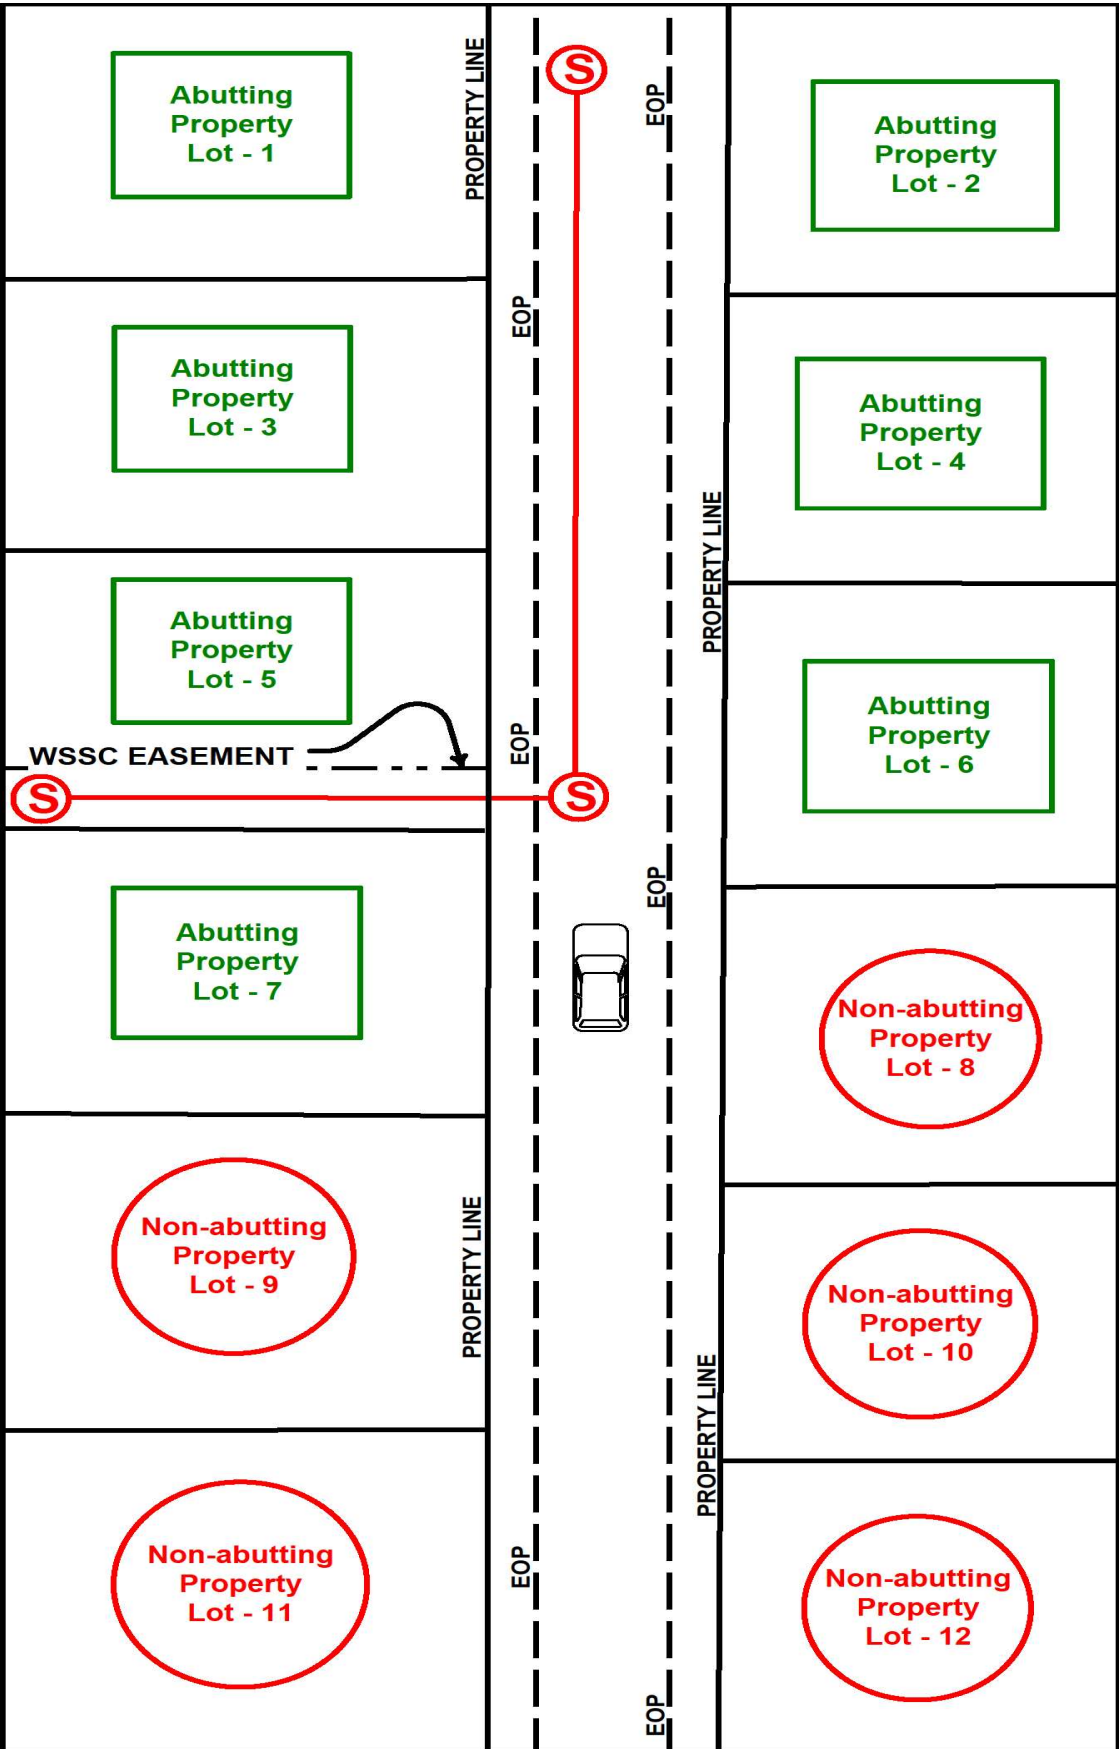 Abutting
Property
Lot - 1
PROPERTY LINE
S
EOP
Abutting
Property
Lot - 2
EOP
Abutting
Property
Lot - 3
Abutting
Property
Lot - 4
PROPERTY LINE
Abutting
Property
Lot - 5
EOP
Abutting
Property
Lot - 6
WSSC EASEMENT
S
S
EOP
Abutting
Property
Lot - 7
Non-abutting
Property
Lot - 8
Non-abutting
Property
Lot - 9
PROPERTY LINE
Non-abutting
Property
Lot - 10
PROPERTY LINE
Non-abutting
Property
Lot - 11
EOP
Non-abutting
Property
Lot - 12
EOP